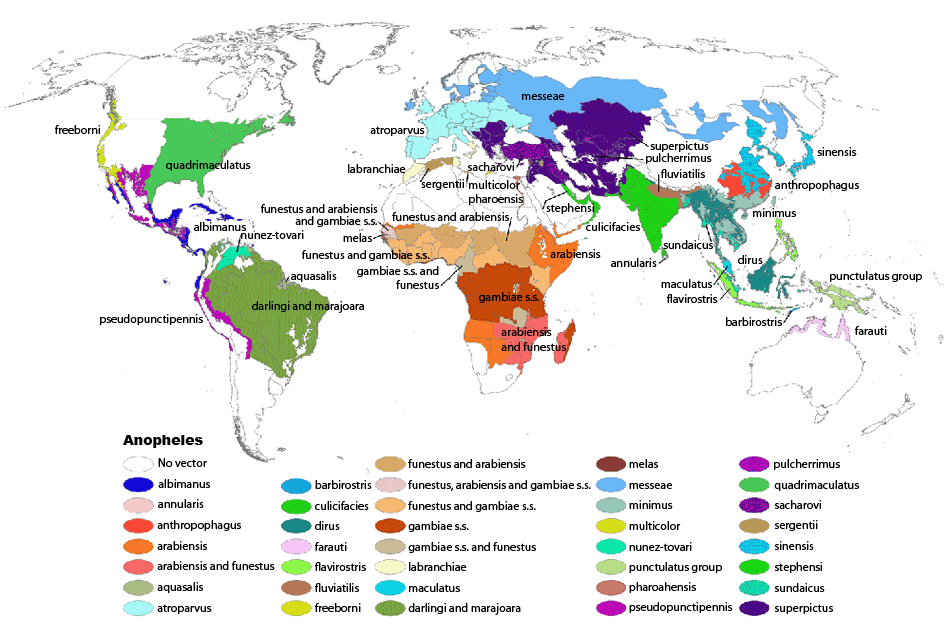 messeae
freeborni
atroparvus
quadrimaculatus
superpictus
pulcherrimus
sinensis
labranchiae
sacharovi
fluviatilis
sergentii
multicolor
anthropophagus
pharoensis
stephensi
funestus and arabiensis
and gambiae s.s.
funestus and arabiensis
minimus
albimanus
culicifacies
nunez-tovari
melas
sundaicus
funestus and gambiae s.s.
arabiensis
dirus
annularis
gambiae s.s. and
funestus
aquasalis
punctulatus group
maculatus
gambiae s.s.
flavirostris
darlingi and marajoara
pseudopunctipennis
barbirostris
arabiensis
and funestus
farauti
Anopheles
No vector
albimanus
annularis
anthropophagus
arabiensis
arabiensis and funestus
aquasalis
atroparvus
barbirostris
culicifacies
dirus
farauti
flavirostris
fluviatilis
freeborni
funestus and arabiensis
funestus, arabiensis and gambiae s.s.
funestus and gambiae s.s.
gambiae s.s.
gambiae s.s. and funestus
labranchiae
maculatus
darlingi and marajoara
melas
messeae
minimus
multicolor
nunez-tovari
punctulatus group
pharoahensis
pseudopunctipennis
pulcherrimus
quadrimaculatus
sacharovi
sergentii
sinensis
stephensi
sundaicus
superpictus